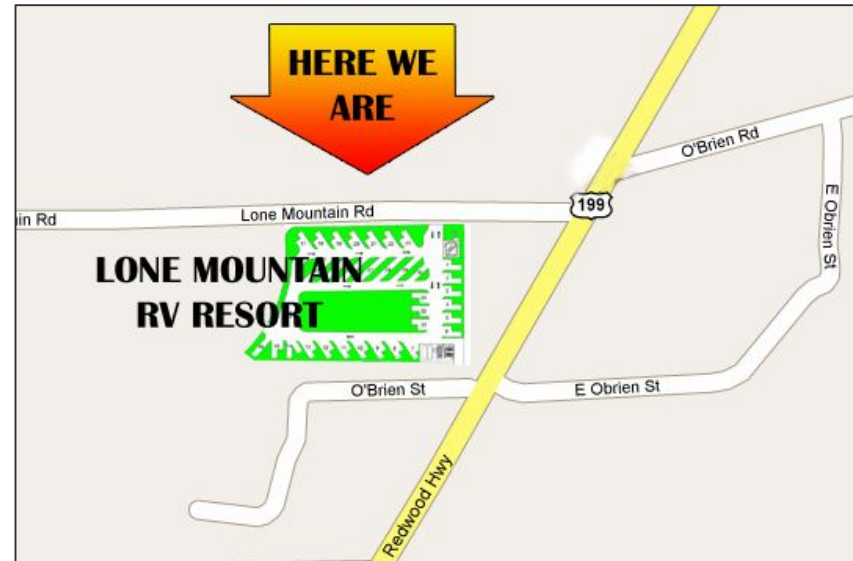 HERE WE
ARE
O'Brien Rd
199
Lone Mountain Rd
in Rd
E Obrien St
LONE MOUNTAIN
RV RESORT
O'Brien St
E Obrien St
Redwood Hwy